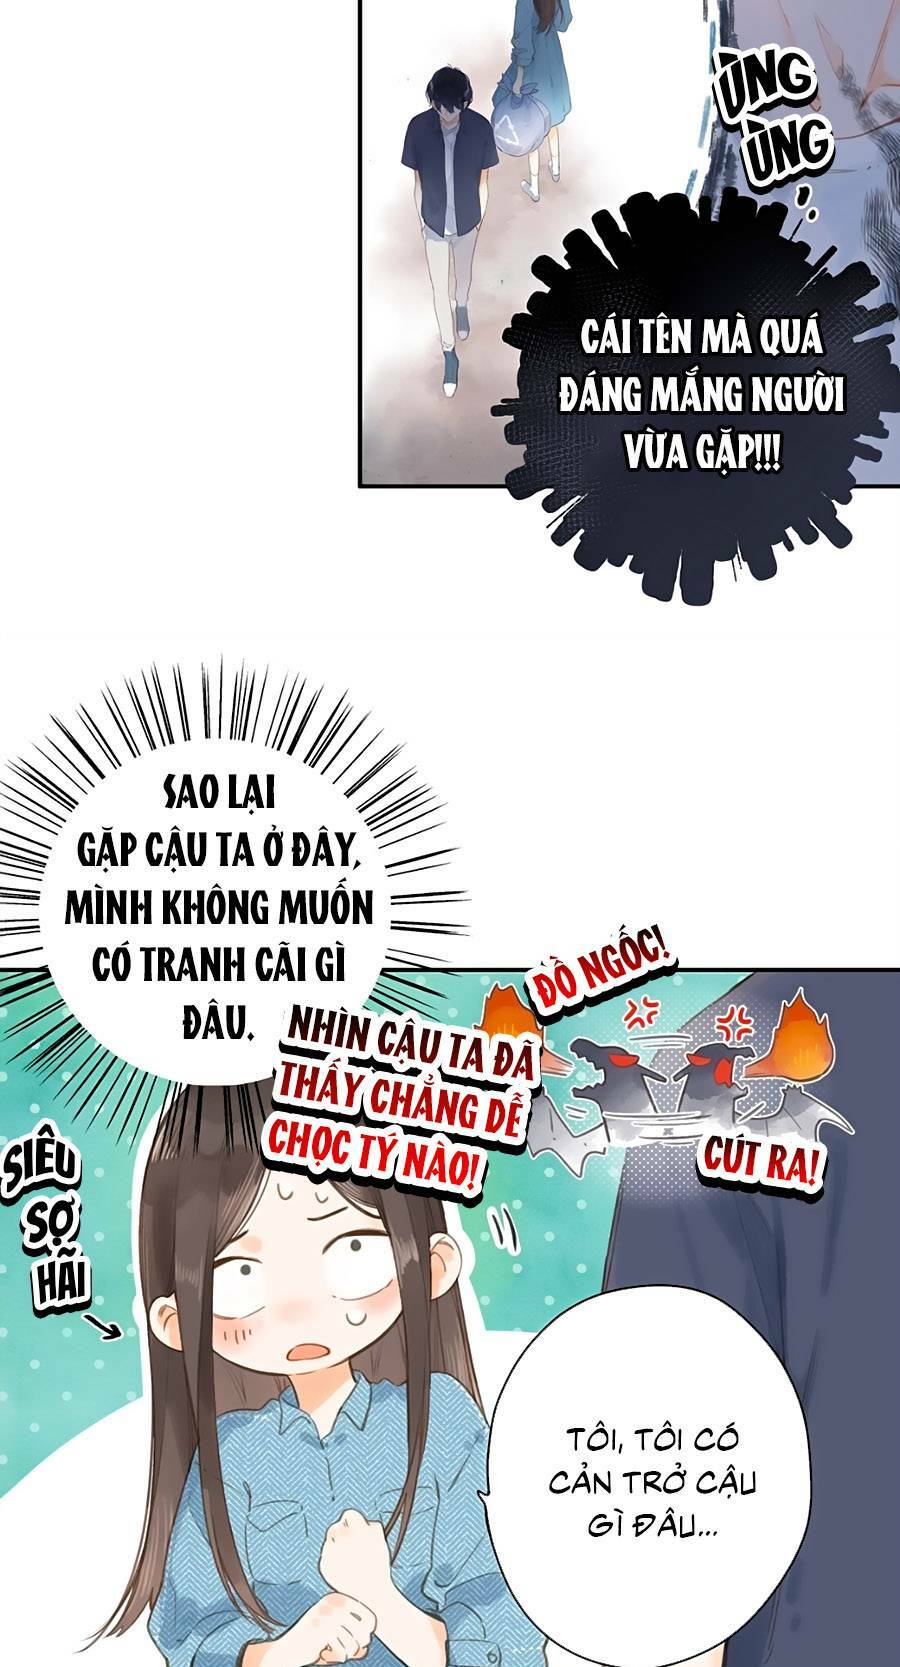 ÙNG
ÙNG
CÁI TÊN MÀ QUÁ
ĐÁNG MẮNG NGƯỜI
VỪA GẶP!!!
SAO LẠI
GẶP CẬU TA Ở ĐÂY,
MÌNH KHÔNG MUỐN
CÓ TRANH CÃI GÌ
ĐÂU.
ĐỒ NGỐC!
NHÌN CẬU TA ĐÃ
THẤY CHẲNG DỄ
CHỌC TÝ NÀO!
CÚT RA!
SIÊU
SỢ
HÃI
TÔI, TÔI CÓ
CẢN TRỞ CẬU
GÌ ĐÂU...